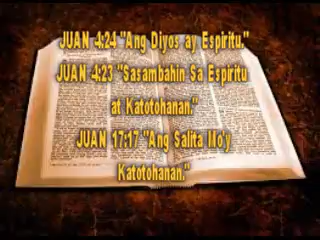 JUAN 4:24 "Ang Diyos ay Espiritu."
JUAN 4:23 "Sasambahin Sa Espiritu
at Katotohanan."
JUAN 17:17 "Ang Salita Mo'y
Katotohanan."